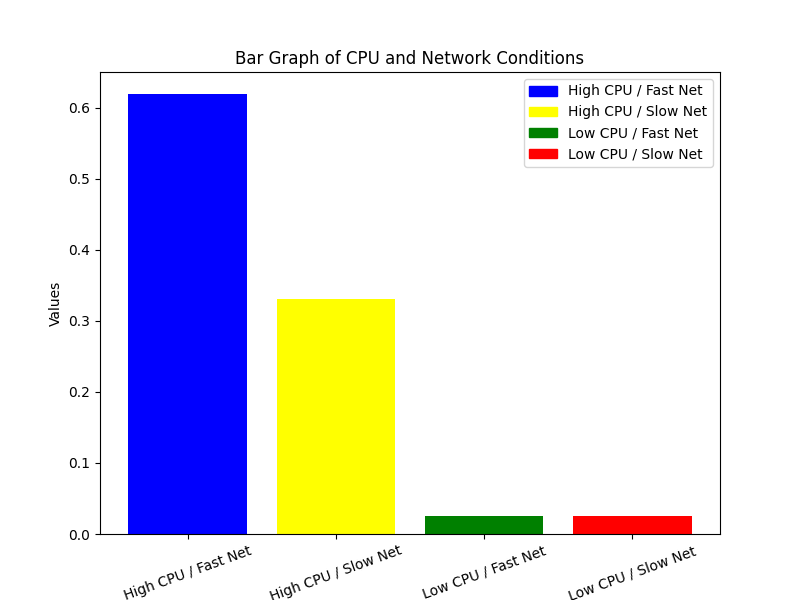 Bar Graph of CPU and Network Conditions
High CPU / Fast Net
High CPU / Slow Net
Low CPU / Fast Net
Low CPU / Slow Net
Values
0.6
0.5
0.4
0.3
0.2
0.1
0.0
High CPU / Fast Net
High CPU / Slow Net
Low CPU / Fast Net
Low CPU / Slow Net